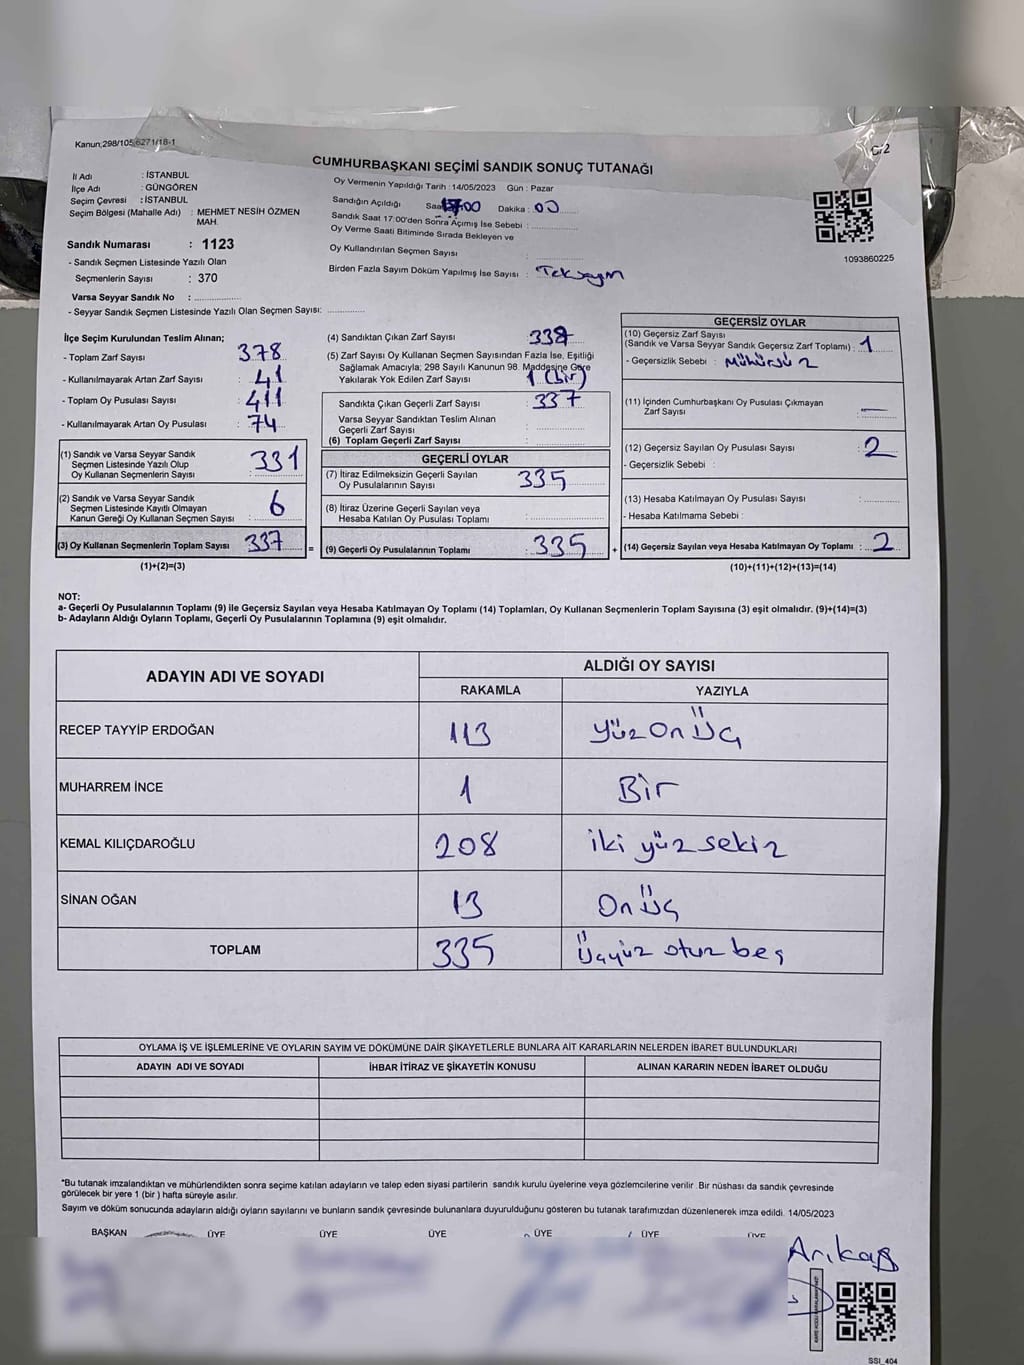 Kanun;298/105,6271/18-1
G:2
CUMHURBAŞKANI SEÇİMİ SANDIK SONUÇ TUTANAĞI
İl Adı : İSTANBUL
İlçe Adı : GÜNGÖREN
Seçim Çevresi : İSTANBUL
Seçim Bölgesi (Mahalle Adı) : MEHMET NESİH ÖZMEN
MAH.
Sandık Numarası : 1123
- Sandık Seçmen Listesinde Yazılı Olan
Seçmenlerin Sayısı : 370
Varsa Seyyar Sandık No :
- Seyyar Sandık Seçmen Listesinde Yazılı Olan Seçmen Sayısı:
Oy Vermenin Yapıldığı Tarih : 14/05/2023 Gün : Pazar
Sandığın Açıldığı Saat 17:00 Dakika : 00
Sandık Saat 17:00'den Sonra Açımış İse Sebebi :
Oy Verme Saati Bitiminde Sırada Bekleyen ve
Oy Kullandırılan Seçmen Sayısı :
Birden Fazla Sayım Döküm Yapılmış İse Sayısı : Tek sayım
1093860225
İlçe Seçim Kurulundan Teslim Alınan;
- Toplam Zarf Sayısı : 378
- Kullanılmayarak Artan Zarf Sayısı : 41
- Toplam Oy Pusulası Sayısı : 411
- Kullanılmayarak Artan Oy Pusulası : 74
(1) Sandık ve Varsa Seyyar Sandık
Seçmen Listesinde Yazılı Olup
Oy Kullanan Seçmenlerin Sayısı : 331
(2) Sandık ve Varsa Seyyar Sandık
Seçmen Listesinde Kayıtlı Olmayan
Kanun Gereği Oy Kullanan Seçmen Sayısı : 6
(3) Oy Kullanan Seçmenlerin Toplam Sayısı : 337
(1)+(2)=(3)
(4) Sandıktan Çıkan Zarf Sayısı 338
(5) Zarf Sayısı Oy Kullanan Seçmen Sayısından Fazla İse, Eşitliği
Sağlamak Amacıyla; 298 Sayılı Kanunun 98. Maddesine Göre
Yakılarak Yok Edilen Zarf Sayısı : 1 (bir)
Sandıkta Çıkan Geçerli Zarf Sayısı : 337
Varsa Seyyar Sandıktan Teslim Alınan
Geçerli Zarf Sayısı :
(6) Toplam Geçerli Zarf Sayısı :
GEÇERLİ OYLAR
(7) İtiraz Edilmeksizin Geçerli Sayılan
Oy Pusulalarının Sayısı 335
(8) İtiraz Üzerine Geçerli Sayılan veya
Hesaba Katılan Oy Pusulası Toplamı :
= (9) Geçerli Oy Pusulalarının Toplamı : 335 +
GEÇERSİZ OYLAR
(10) Geçersiz Zarf Sayısı
(Sandık ve Varsa Seyyar Sandık Geçersiz Zarf Toplamı) : 1
- Geçersizlik Sebebi : Mühürsüz
(11) İçinden Cumhurbaşkanı Oy Pusulası Çıkmayan
Zarf Sayısı : —
(12) Geçersiz Sayılan Oy Pusulası Sayısı : 2
- Geçersizlik Sebebi :
(13) Hesaba Katılmayan Oy Pusulası Sayısı :
- Hesaba Katılmama Sebebi :
(14) Geçersiz Sayılan veya Hesaba Katılmayan Oy Toplamı : 2
(10)+(11)+(12)+(13)=(14)
NOT:
a- Geçerli Oy Pusulalarının Toplamı (9) ile Geçersiz Sayılan veya Hesaba Katılmayan Oy Toplamı (14) Toplamları, Oy Kullanan Seçmenlerin Toplam Sayısına (3) eşit olmalıdır. (9)+(14)=(3)
b- Adayların Aldığı Oyların Toplamı, Geçerli Oy Pusulalarının Toplamına (9) eşit olmalıdır.
ADAYIN ADI VE SOYADI ALDIĞI OY SAYISI
RAKAMLA YAZIYLA
RECEP TAYYİP ERDOĞAN 113 Yüz On Üç
MUHARREM İNCE 1 Bir
KEMAL KILIÇDAROĞLU 208 iki yüz sekiz
SİNAN OĞAN 13 On üç
TOPLAM 335 Üçyüz otuz beş
OYLAMA İŞ VE İŞLEMLERİNE VE OYLARIN SAYIM VE DÖKÜMÜNE DAİR ŞİKAYETLERLE BUNLARA AİT KARARLARIN NELERDEN İBARET BULUNDUKLARI
ADAYIN ADI VE SOYADI İHBAR İTİRAZ VE ŞİKAYETİN KONUSU ALINAN KARARIN NEDEN İBARET OLDUĞU
"Bu tutanak imzalandıktan ve mühürlendikten sonra seçime katılan adayların ve talep eden siyasi partilerin sandık kurulu üyelerine veya gözlemcilerine verilir. Bir nüshası da sandık çevresinde
görülecek bir yere 1 (bir) hafta süreyle asılır.
Sayım ve döküm sonucunda adayların aldığı oyların sayılarını ve bunların sandık çevresinde bulunanlara duyurulduğunu gösteren bu tutanak tarafımızdan düzenlenerek imza edildi. 14/05/2023
BAŞKAN ÜYE ÜYE ÜYE ÜYE ÜYE ÜYE
Arıkaş
SSI_404